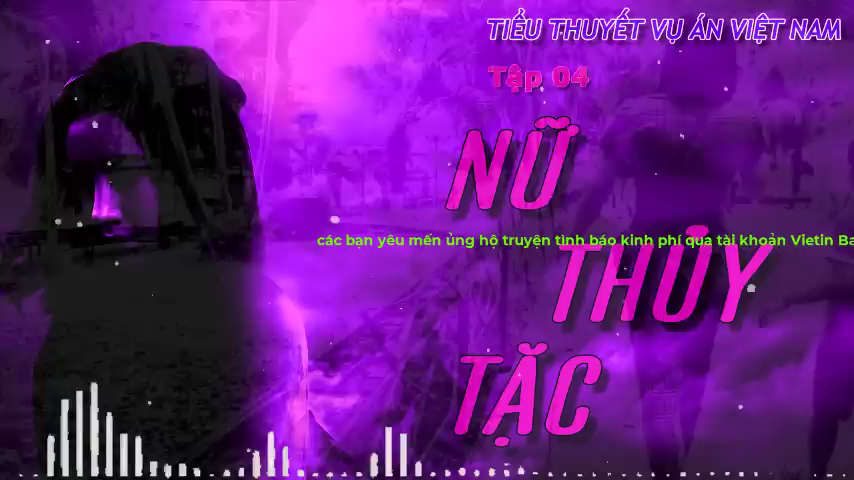 TIỂU THUYẾT VỤ ÁN VIỆT NAM
Tập 04
NỮ
các bạn yêu mến ủng hộ truyện tình báo kinh phí qua tài khoản Vietin Ba
THỦY
TẶC